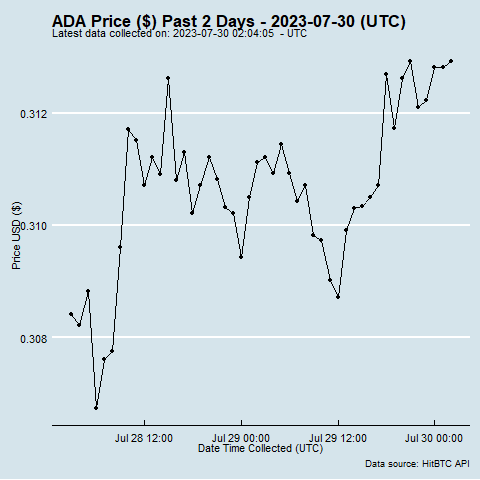 ADA Price ($) Past 2 Days - 2023-07-30 (UTC)
Latest data collected on: 2023-07-30 02:04:05 - UTC
0.312
0.310
0.308
Price USD ($)
Jul 28 12:00
Jul 29 00:00
Jul 29 12:00
Jul 30 00:00
Date Time Collected (UTC)
Data source: HitBTC API